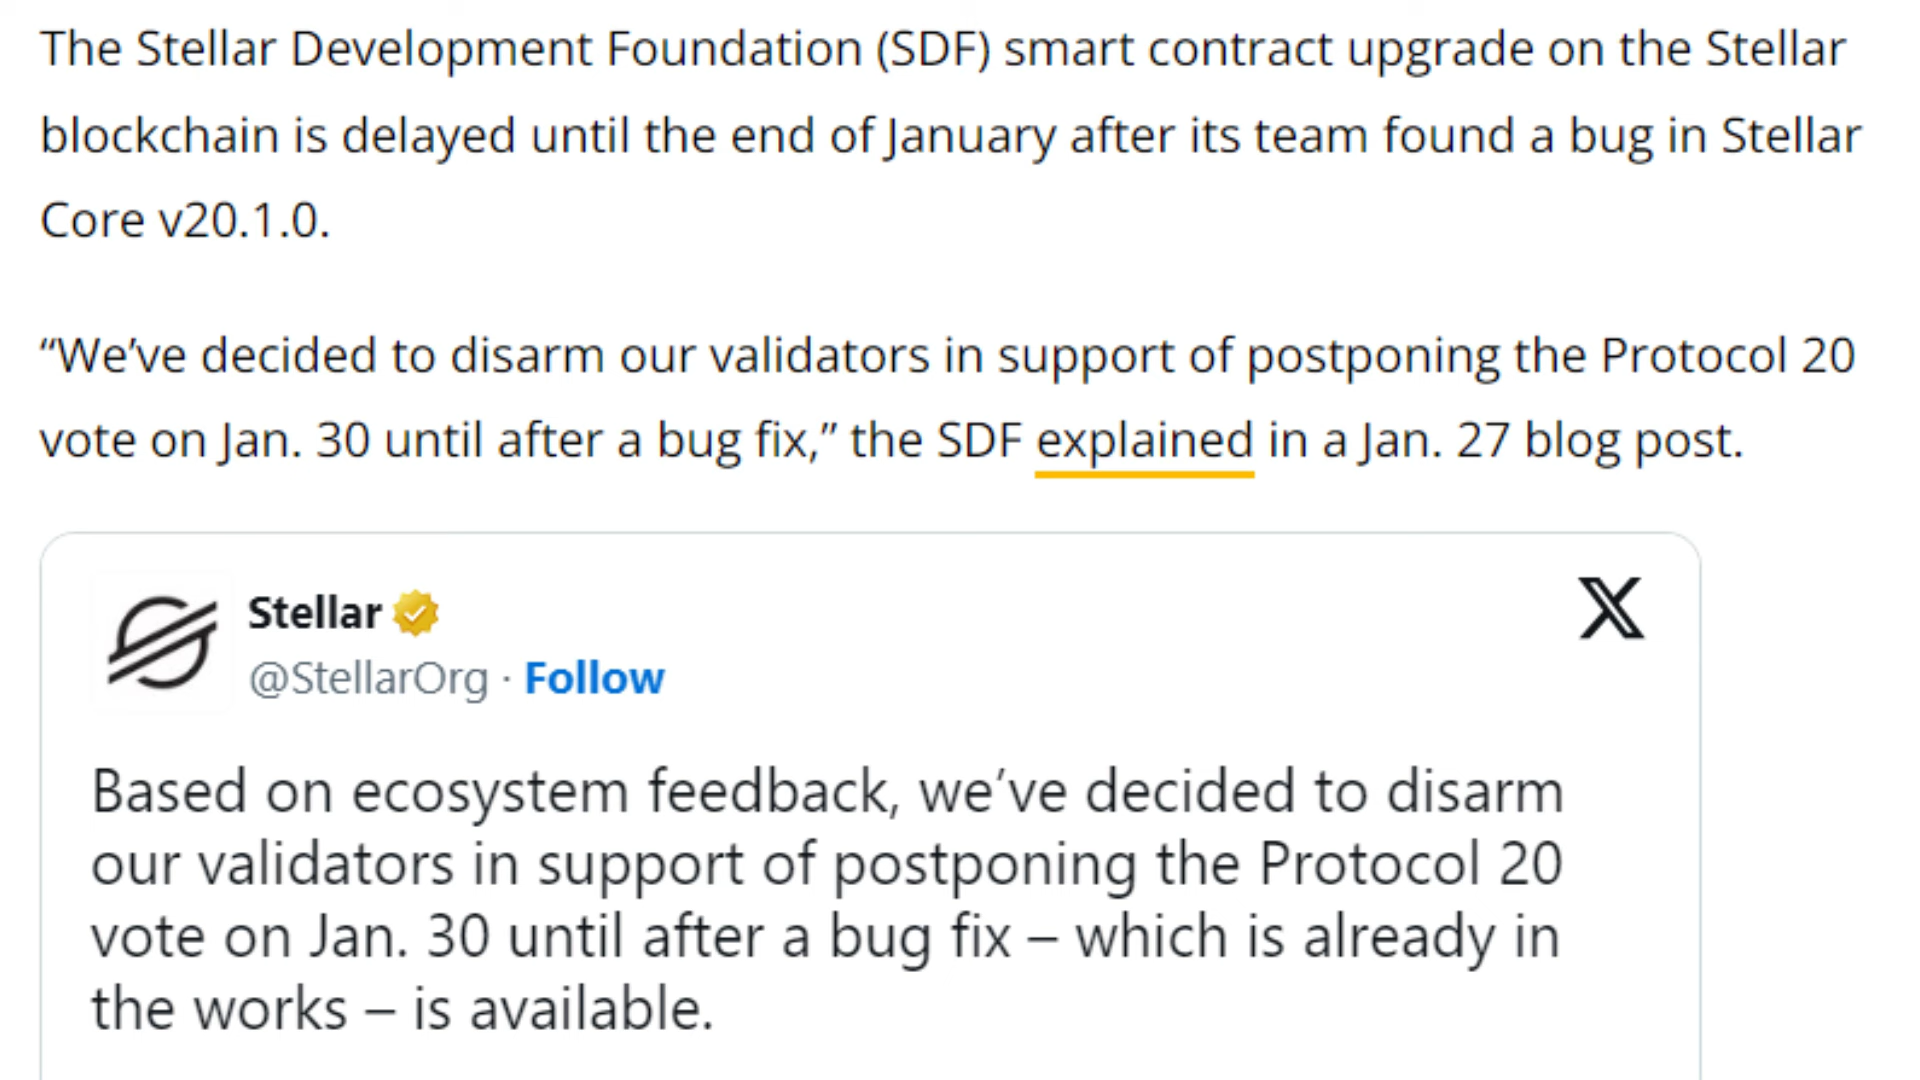 The Stellar Development Foundation (SDF) smart contract upgrade on the Stellar
blockchain is delayed until the end of January after its team found a bug in Stellar
Core v20.1.0.
“We’ve decided to disarm our validators in support of postponing the Protocol 20
vote on Jan. 30 until after a bug fix,” the SDF explained in a Jan. 27 blog post.
Stellar
@StellarOrg · Follow
Based on ecosystem feedback, we’ve decided to disarm
our validators in support of postponing the Protocol 20
vote on Jan. 30 until after a bug fix – which is already in
the works – is available.